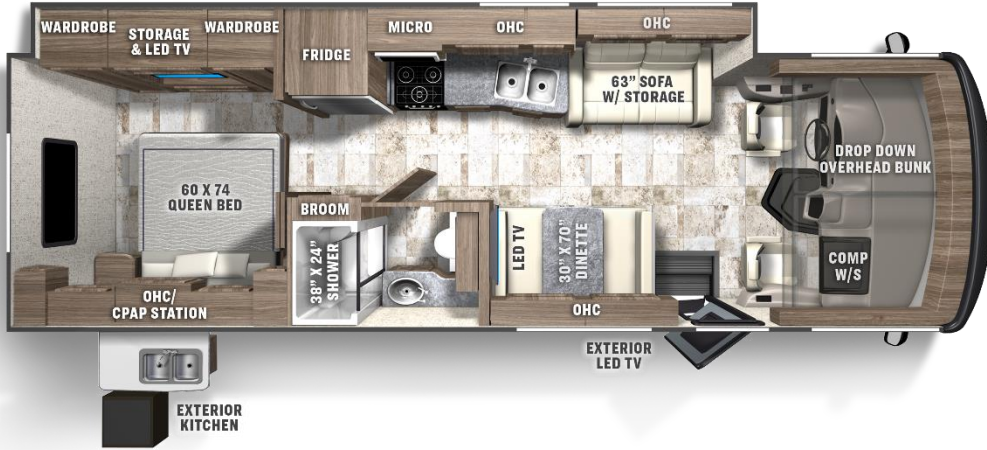 WARDROBE
STORAGE
& LED TV
WARDROBE
FRIDGE
MICRO
OHC
OHC
63” SOFA
W/ STORAGE
DROP DOWN
OVERHEAD BUNK
60 X 74
QUEEN BED
BROOM
38” X 24”
SHOWER
LED TV
30” X 70”
DINETTE
COMP
W/S
OHC/
CPAP STATION
OHC
EXTERIOR
LED TV
EXTERIOR
KITCHEN